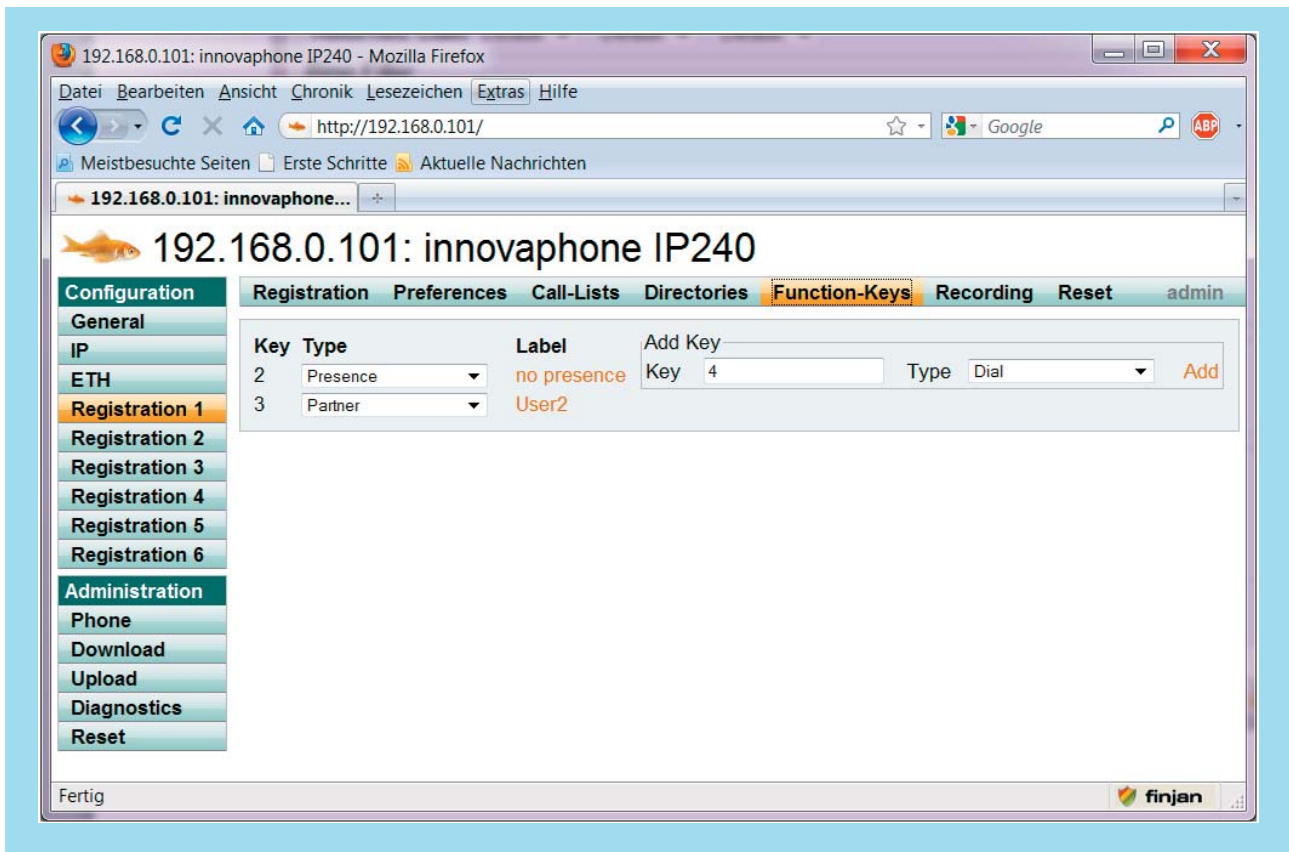 192.168.0.101: innovaphone IP240 - Mozilla Firefox
Datei Bearbeiten Ansicht Chronik Lesezeichen Extras Hilfe
http://192.168.0.101/ Google ABP
Meistbesuchte Seiten Erste Schritte Aktuelle Nachrichten
192.168.0.101: innovaphone...
192.168.0.101: innovaphone IP240
Configuration
General
IP
ETH
Registration 1
Registration 2
Registration 3
Registration 4
Registration 5
Registration 6
Administration
Phone
Download
Upload
Diagnostics
Reset
Registration Preferences Call-Lists Directories Function-Keys Recording Reset admin
Key Type Label
2 Presence no presence
3 Partner User2
Add Key
Key 4 Type Dial Add
Fertig finjan